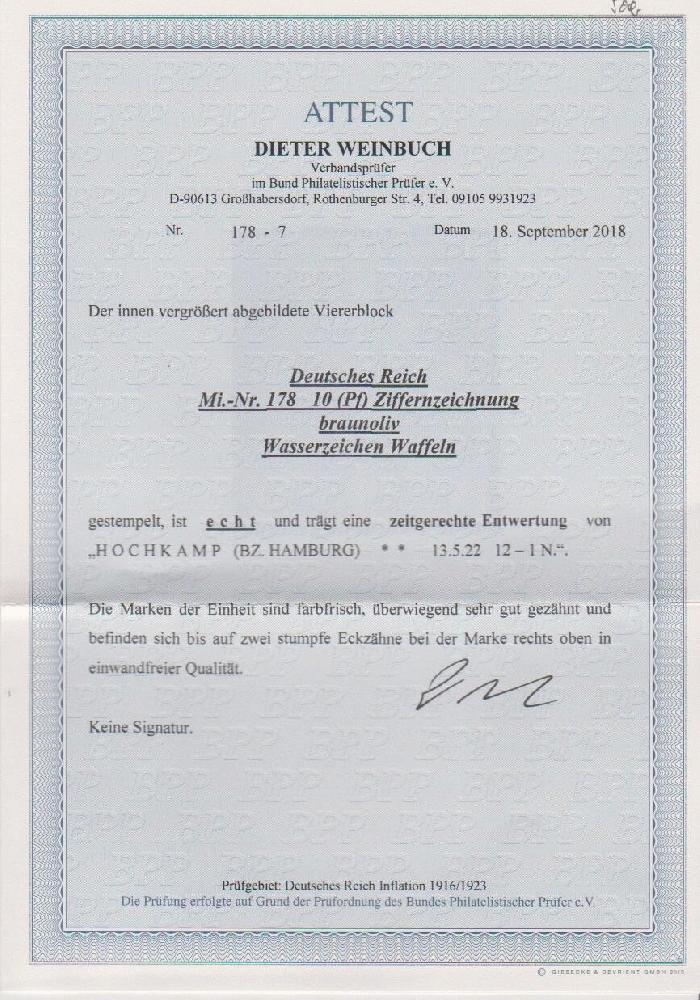 ATTEST
DIETER WEINBUCH
Verbandsprüfer
im Bund Philatelistischer Prüfer e. V.
D-90613 Großhabersdorf, Rothenburger Str. 4, Tel. 09105 9931923
Nr. 178 - 7 Datum 18. September 2018
Der innen vergrößert abgebildete Viererblock
Deutsches Reich
Mi.-Nr. 178 10 (Pf) Ziffernzeichnung
braunoliv
Wasserzeichen Waffeln
gestempelt, ist e c h t und trägt eine zeitgerechte Entwertung von
„H O C H K A M P (BZ. HAMBURG) * * 13.5.22 12 – 1 N.“.
Die Marken der Einheit sind farbfrisch, überwiegend sehr gut gezähnt und
befinden sich bis auf zwei stumpfe Eckzähne bei der Marke rechts oben in
einwandfreier Qualität.
Keine Signatur.
Prüfgebiet: Deutsches Reich Inflation 1916/1923
Die Prüfung erfolgte auf Grund der Prüfordnung des Bundes Philatelistischer Prüfer e.V.
© GIESECKE & DEVRIENT GMBH